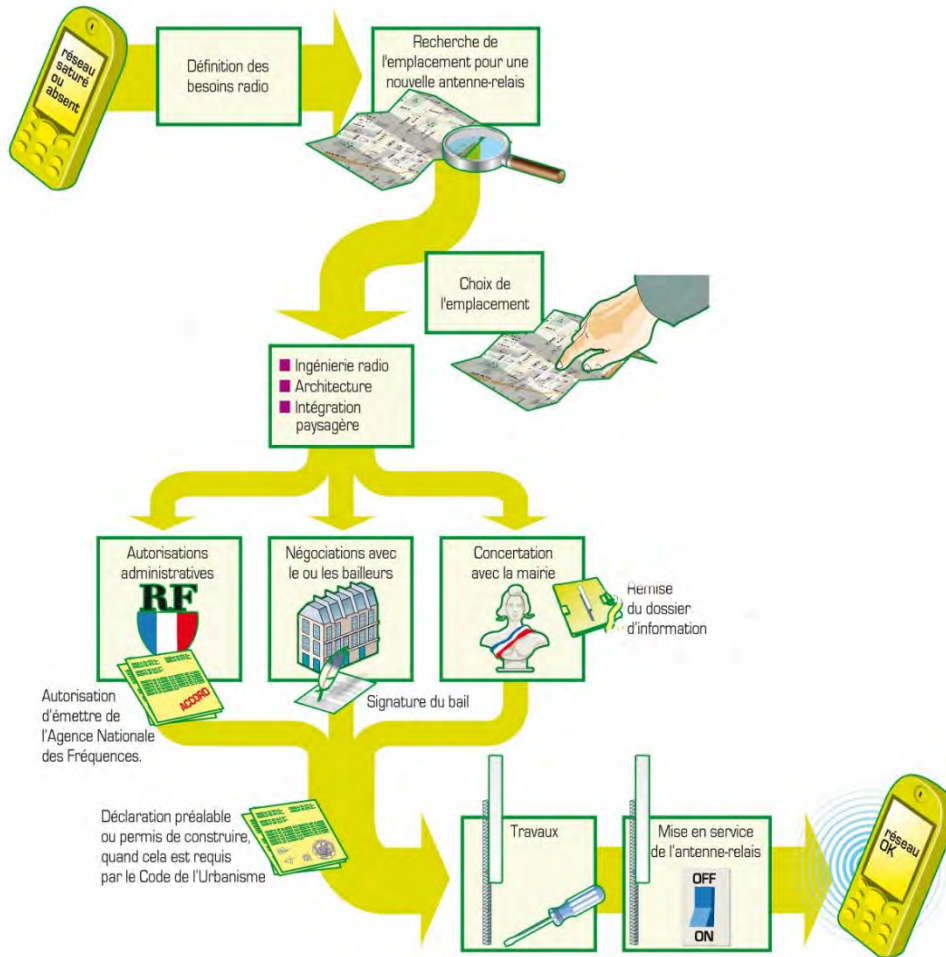 réseau
saturé
ou
absent
Définition des
besoins radio
Recherche de
l'emplacement pour une
nouvelle antenne-relais
Choix de
l'emplacement
Ingénierie radio
Architecture
Intégration
paysagère
Autorisations
administratives
RF
Négociations avec
le ou les bailleurs
Concertation
avec la mairie
Remise
du dossier
d'information
ACCORD
Autorisation
d'émettre de
l'Agence Nationale
des Fréquences.
Signature du bail
Déclaration préalable
ou permis de construire,
quand cela est requis
par le Code de l'Urbanisme
Travaux
Mise en service
de l'antenne-relais
OFF
ON
réseau
OK